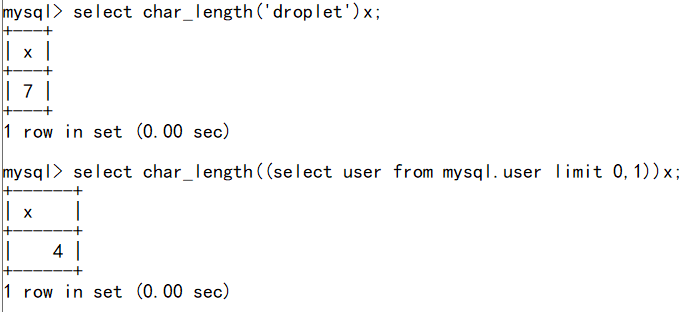 mysql> select char_length('droplet')x;
+---+
| x |
+---+
| 7 |
+---+
1 row in set (0.00 sec)
mysql> select char_length((select user from mysql.user limit 0,1))x;
+------+
| x    |
+------+
|    4 |
+------+
1 row in set (0.00 sec)